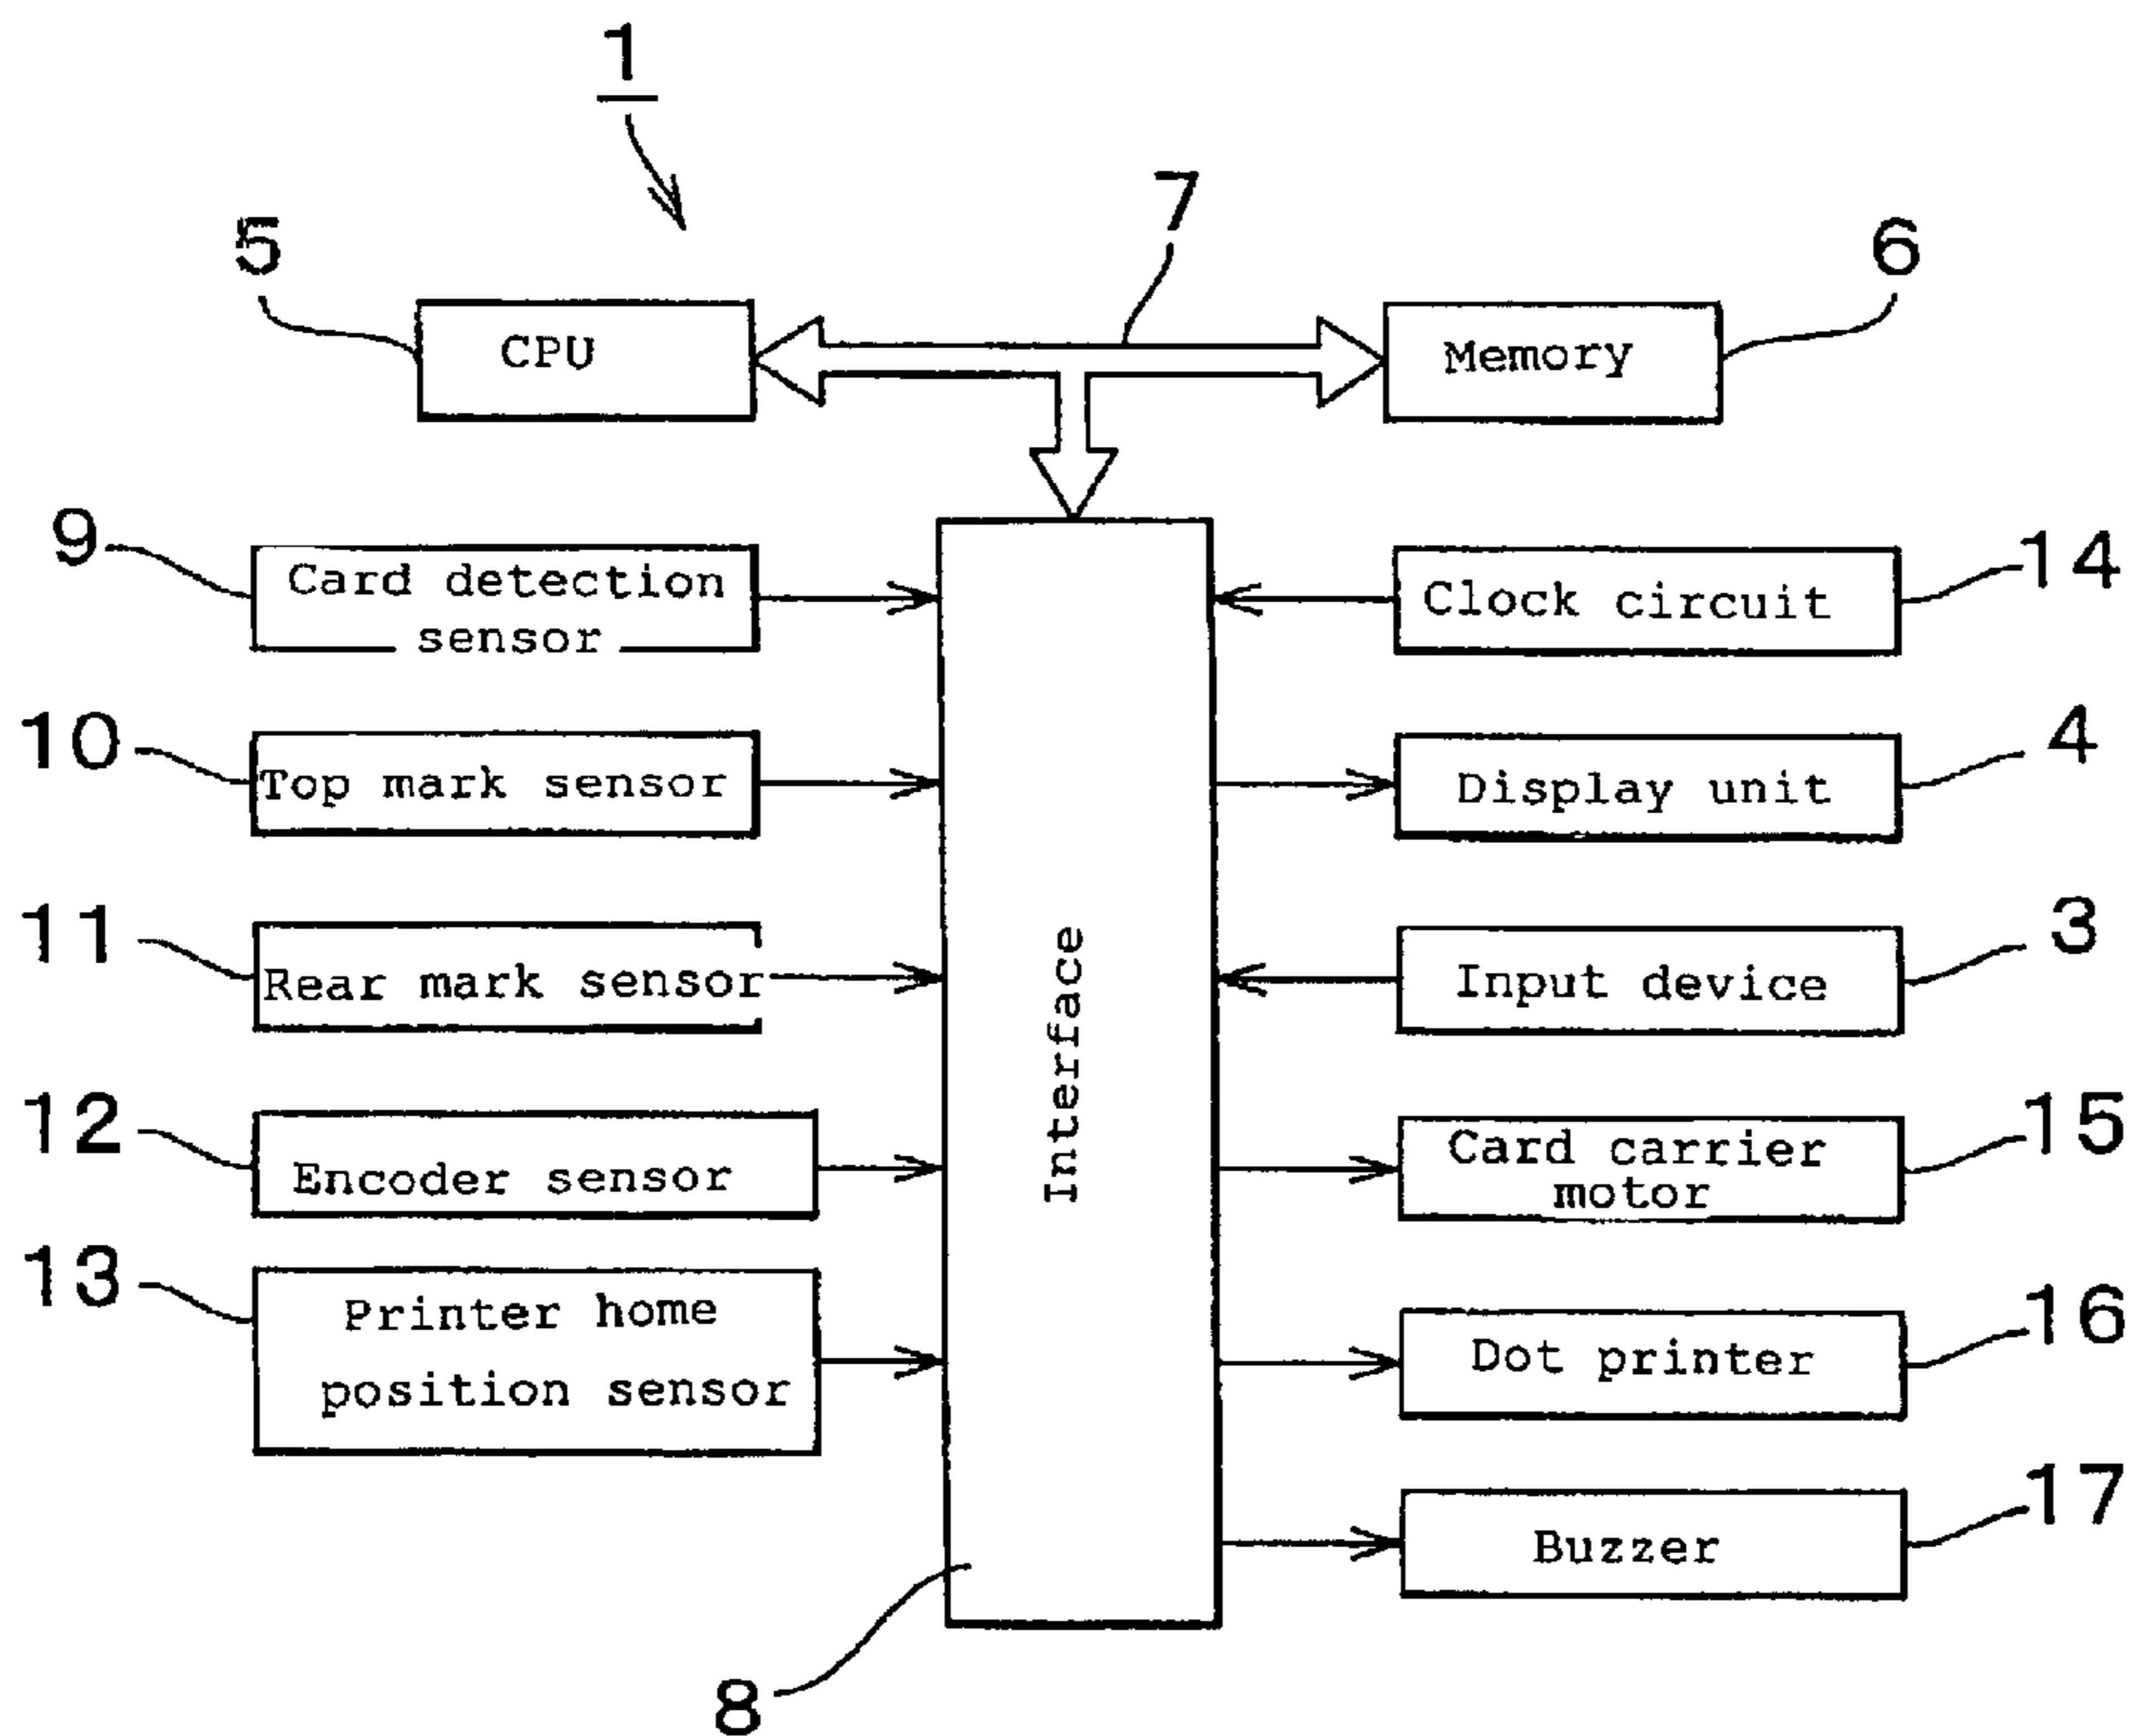 1
7
5
6
CPU
Memory
9
Card detection
sensor
Clock circuit
14
10
Top mark sensor
Display unit
4
11
Rear mark sensor
Interface
Input device
3
12
Encoder sensor
Card carrier
motor
15
13
Printer home
position sensor
Dot printer
16
Buzzer
17
8